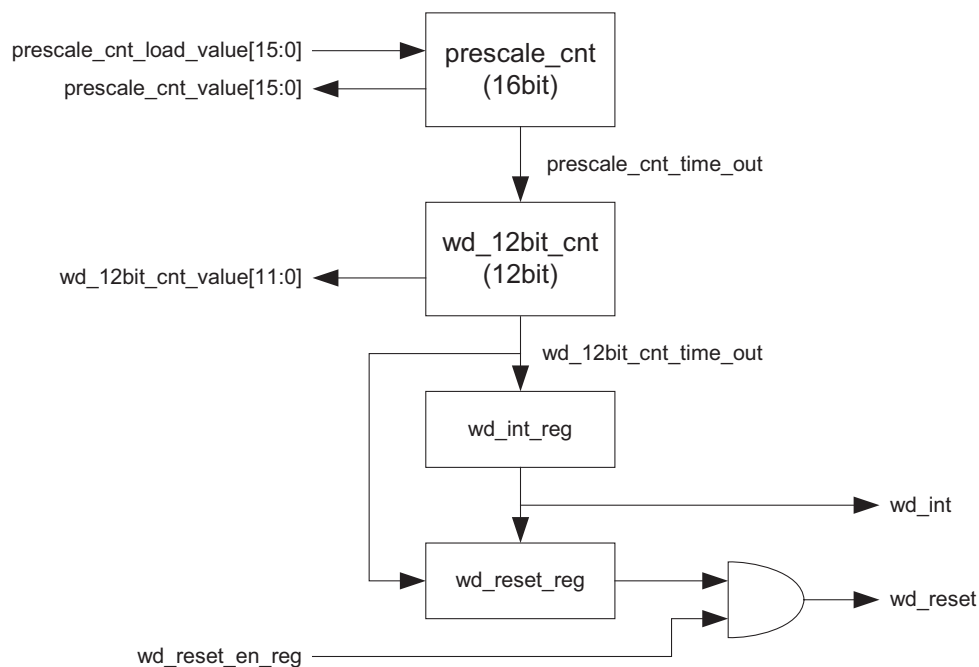 prescale_cnt_load_value[15:0]
prescale_cnt_value[15:0]
prescale_cnt
(16bit)
prescale_cnt_time_out
wd_12bit_cnt
(12bit)
wd_12bit_cnt_value[11:0]
wd_12bit_cnt_time_out
wd_int_reg
wd_int
wd_reset_reg
wd_reset
wd_reset_en_reg